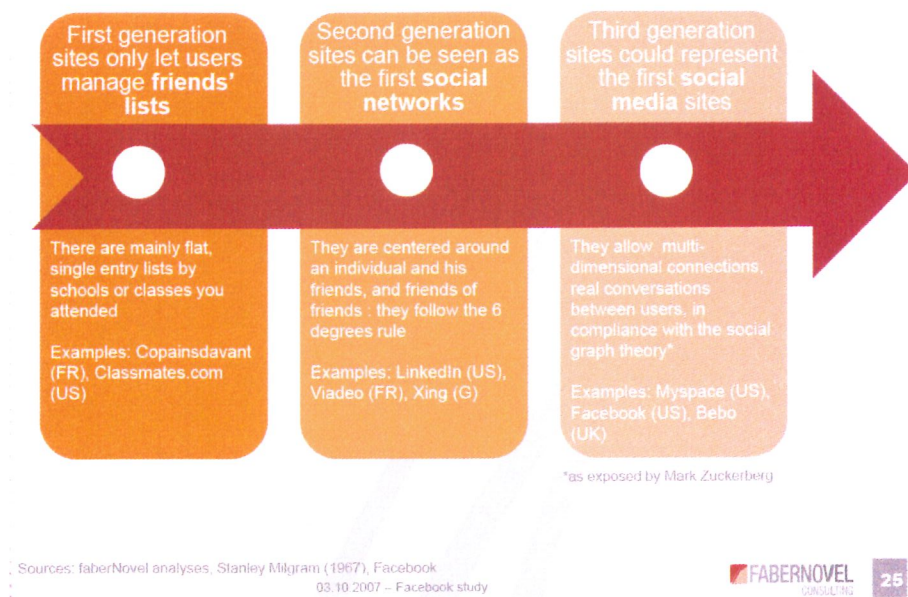 First generation
sites only let users
manage friends'
lists
There are mainly flat,
single entry lists by
schools or classes you
attended
Examples: Copainsdavant
(FR), Classmates.com
(US)
Second generation
sites can be seen as
the first social
networks
They are centered around
an individual and his
friends, and friends of
friends : they follow the 6
degrees rule
Examples: LinkedIn (US),
Viadeo (FR), Xing (G)
Third generation
sites could represent
the first social
media sites
They allow multi-
dimensional connections,
real conversations
between users, in
compliance with the social
graph theory*
Examples: Myspace (US),
Facebook (US), Bebo
(UK)
*as exposed by Mark Zuckerberg
Sources: faberNovel analyses, Stanley Milgram (1967), Facebook
03.10.2007 – Facebook study
FABERNOVEL
CONSULTING
25